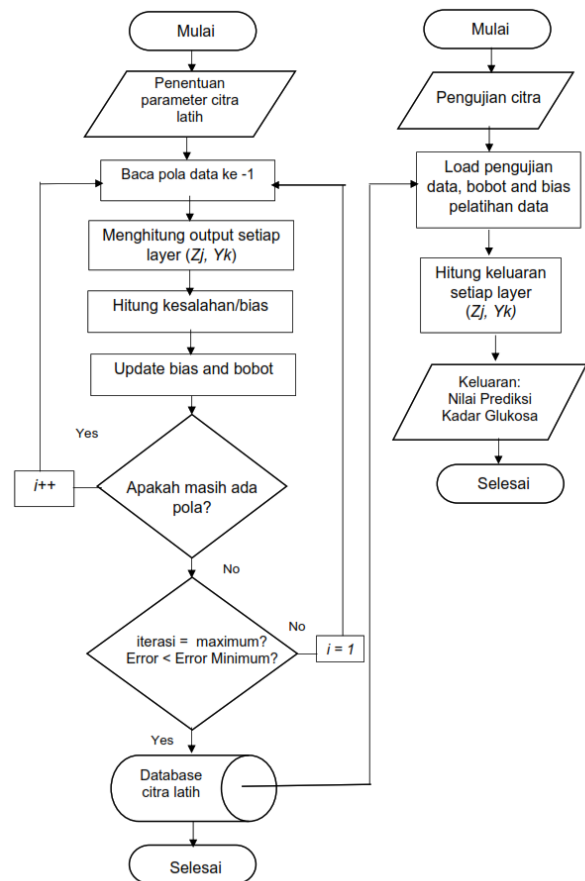 Mulai
Penentuan
parameter citra
latih
Baca pola data ke -1
Menghitung output setiap
layer (Zj, Yk)
Hitung kesalahan/bias
Update bias and bobot
Yes
i++
Apakah masih ada
pola?
No
iterasi = maximum?
Error < Error Minimum?
No
i = 1
Yes
Database
citra latih
Selesai
Mulai
Pengujian citra
Load pengujian
data, bobot and bias
pelatihan data
Hitung keluaran
setiap layer
(Zj, Yk)
Keluaran:
Nilai Prediksi
Kadar Glukosa
Selesai